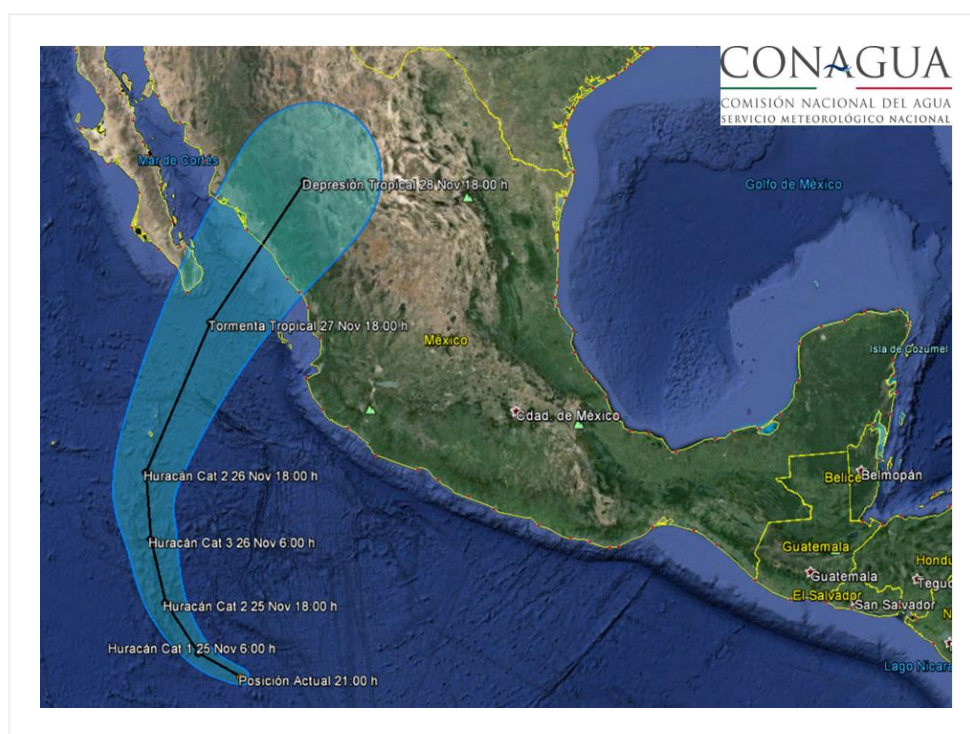 CONAGUA
COMISIÓN NACIONAL DEL AGUA
SERVICIO METEOROLÓGICO NACIONAL
Mar de Cortés
Depresión Tropical 28 Nov 18:00 h
Golfo de México
Tormenta Tropical 27 Nov 18:00 h
México
Isla de Cozumel
Cdad. de México
Huracán Cat 2 26 Nov 18:00 h
Belice
Belmopán
Huracán Cat 3 26 Nov 6:00 h
Guatemala
Hondu
Guatemala
Teguc
El Salvador
San Salvador
Huracán Cat 2 25 Nov 18:00 h
N
Huracán Cat 1 25 Nov 6:00 h
Lago Nicara
Posición Actual 21:00 h